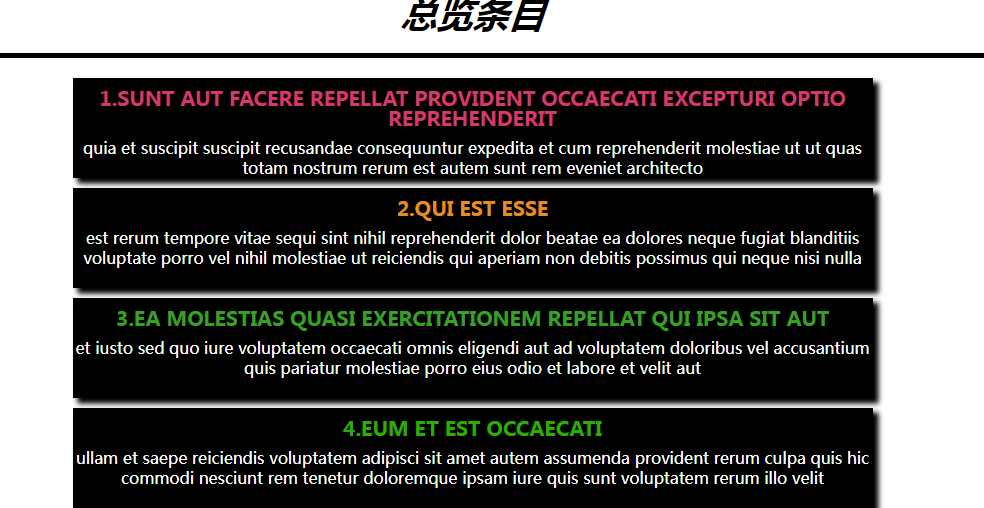 总览条目
1.SUNT AUT FACERE REPELLAT PROVIDENT OCCAECATI EXCEPTURI OPTIO
REPREHENDERIT
quia et suscipit suscipit recusandae consequuntur expedita et cum reprehenderit molestiae ut ut quas
totam nostrum rerum est autem sunt rem eveniet architecto
2.QUI EST ESSE
est rerum tempore vitae sequi sint nihil reprehenderit dolor beatae ea dolores neque fugiat blanditiis
voluptate porro vel nihil molestiae ut reiciendis qui aperiam non debitis possimus qui neque nisi nulla
3.EA MOLESTIAS QUASI EXERCITATIONEM REPELLAT QUI IPSA SIT AUT
et iusto sed quo iure voluptatem occaecati omnis eligendi aut ad voluptatem doloribus vel accusantium
quis pariatur molestiae porro eius odio et labore et velit aut
4.EUM ET EST OCCAECATI
ullam et saepe reiciendis voluptatem adipisci sit amet autem assumenda provident rerum culpa quis hic
commodi nesciunt rem tenetur doloremque ipsam iure quis sunt voluptatem rerum illo velit